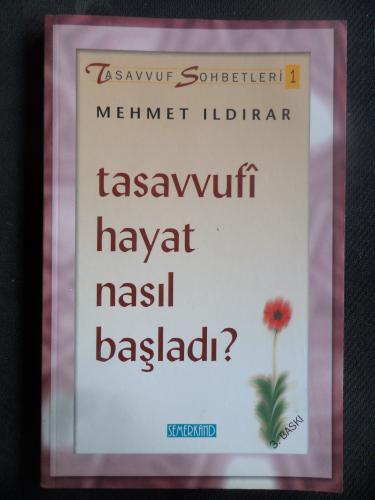 TASAVVUF SOHBETLERİ 1
MEHMET ILDIRAR
tasavvufî
hayat
nasıl
başladı?
SEMERKAND
3. BASKI